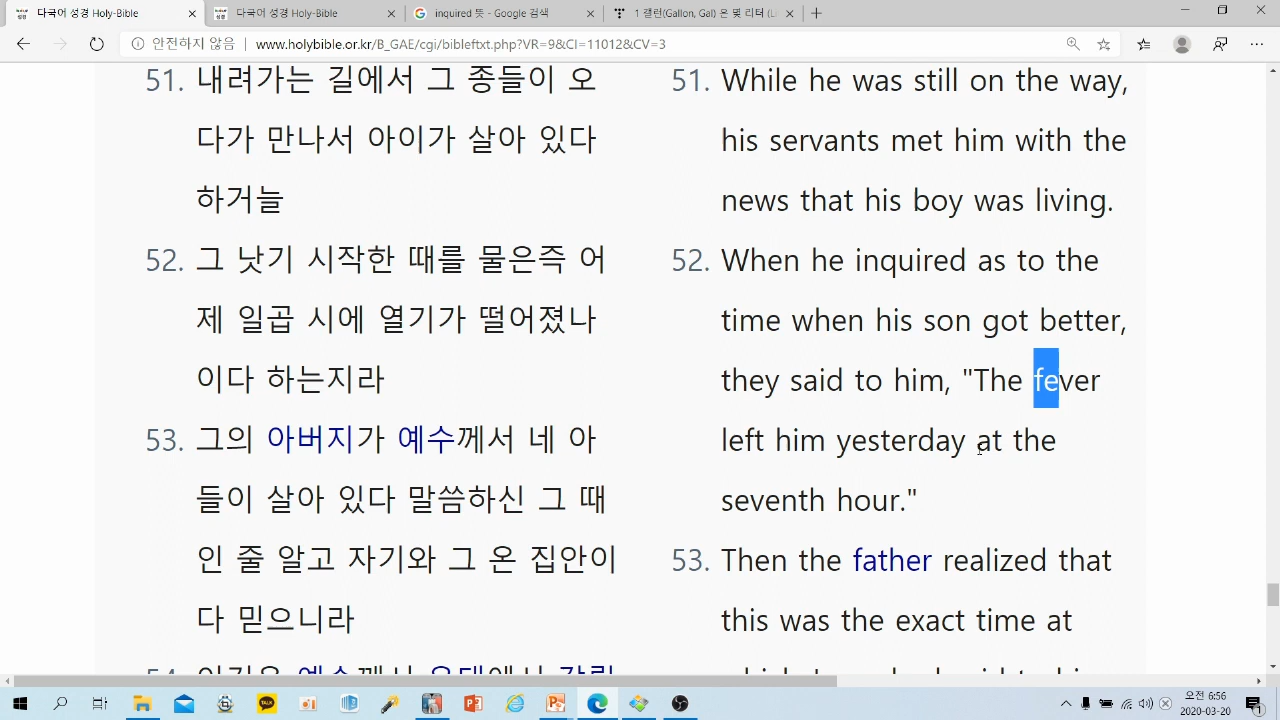 다국어 성경 Holy-Bible
다국어 성경 Holy-Bible
inquired 뜻 - Google 검색
1 갤런(Gallon, Gal) 은 몇 리터 (Li
안전하지 않음
www.holybible.or.kr/B_GAE/cgi/bibleftxt.php?VR=9&CI=11012&CV=3
51. 내려가는 길에서 그 종들이 오
다가 만나서 아이가 살아 있다
하거늘
52. 그 낫기 시작한 때를 물은즉 어
제 일곱 시에 열기가 떨어졌나
이다 하는지라
53. 그의 아버지가 예수께서 네 아
들이 살아 있다 말씀하신 그 때
인 줄 알고 자기와 그 온 집안이
다 믿으니라
51. While he was still on the way,
his servants met him with the
news that his boy was living.
52. When he inquired as to the
time when his son got better,
they said to him, "The fever
left him yesterday at the
seventh hour."
53. Then the father realized that
this was the exact time at
오전 6:56
2020-03-20